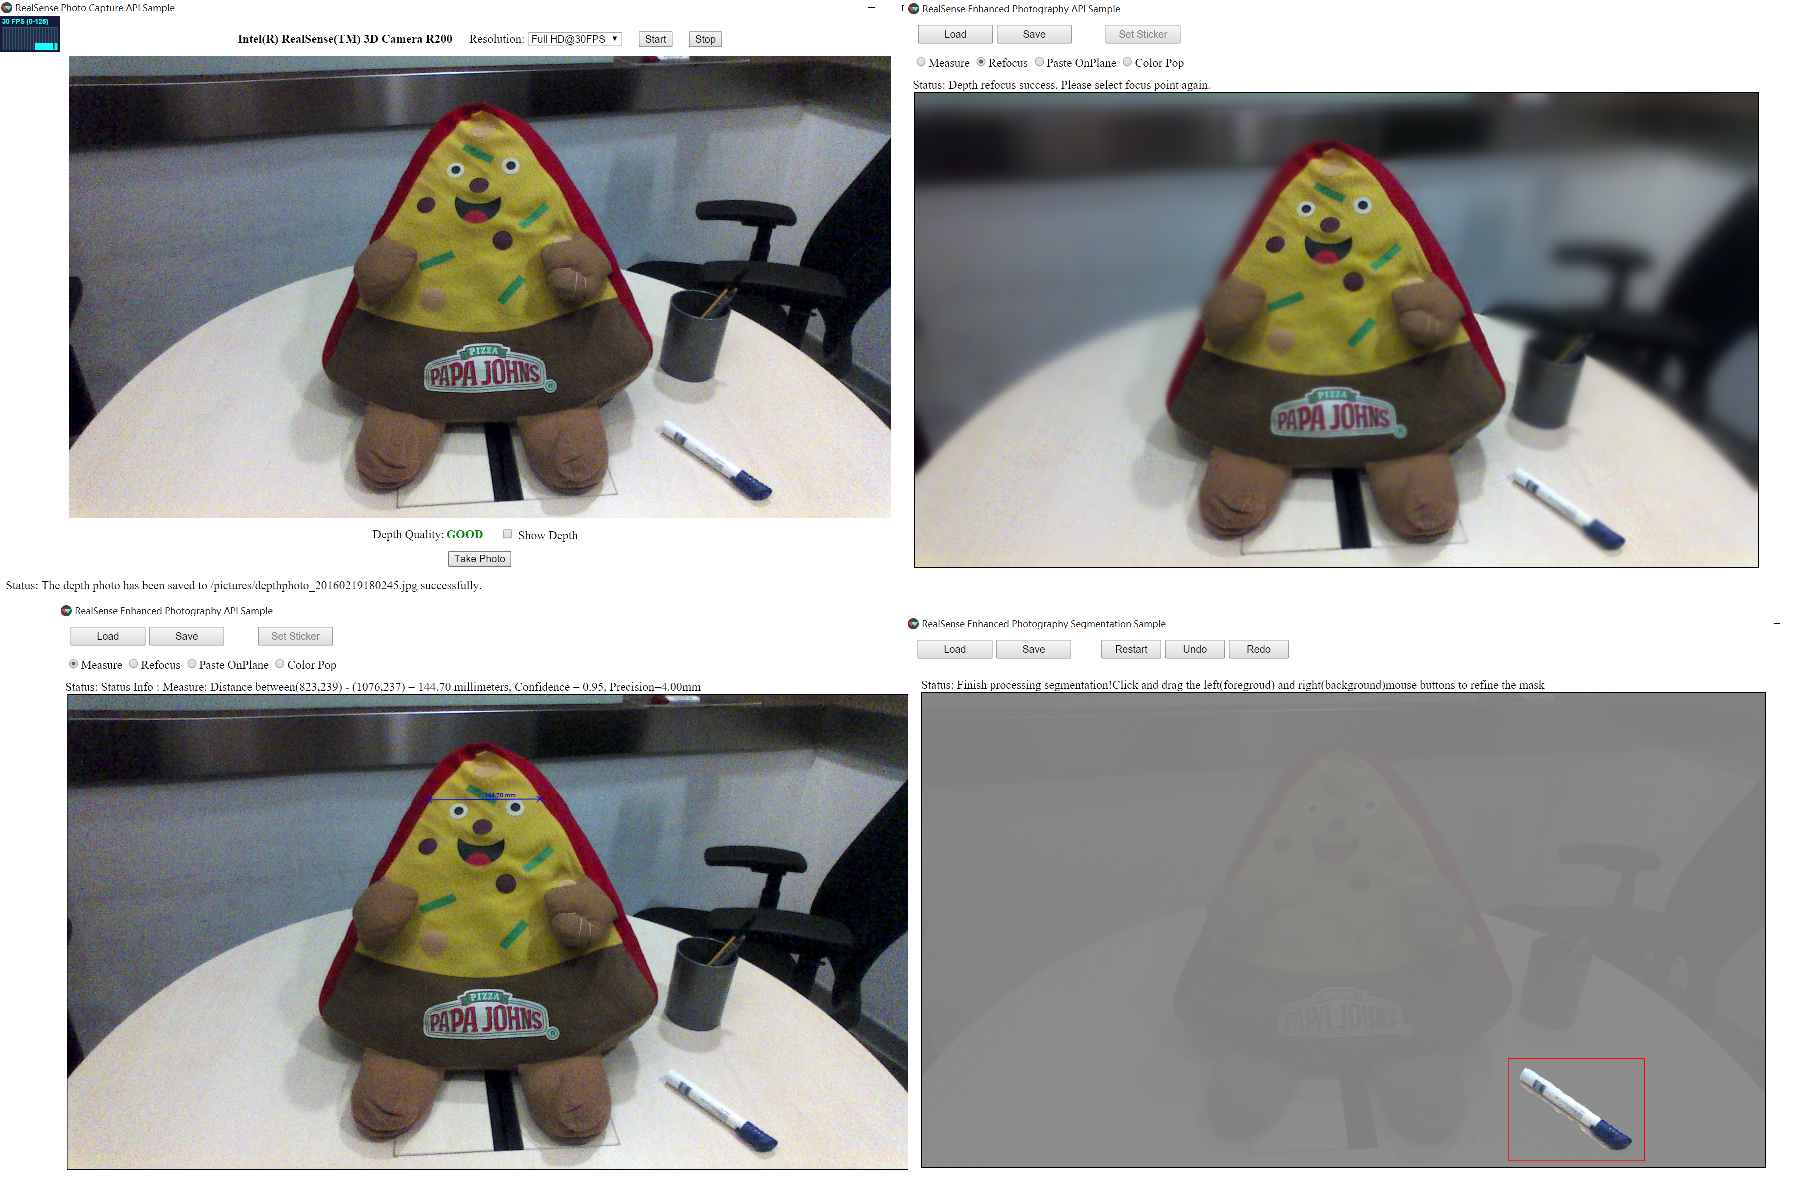 RealSense Photo Capture API Sample
30 FPS (0-126)
Intel(R) RealSense(TM) 3D Camera R200 Resolution: Full HD@30FPS Start Stop
PIZZA
PAPA JOHNS
®
Depth Quality: GOOD Show Depth
Take Photo
Status: The depth photo has been saved to /pictures/depthphoto_20160219180245.jpg successfully.
RealSense Enhanced Photography API Sample
Load Save Set Sticker
Measure Refocus Paste OnPlane Color Pop
Status: Depth refocus success. Please select focus point again.
PIZZA
PAPA JOHNS
RealSense Enhanced Photography API Sample
Load Save Set Sticker
Measure Refocus Paste OnPlane Color Pop
Status: Status Info : Measure: Distance between(823,239) - (1076,237) = 144.70 millimeters, Confidence = 0.95, Precision=4.00mm
144.70 mm
PIZZA
PAPA JOHNS
®
RealSense Enhanced Photography Segmentation Sample
Load Save Restart Undo Redo
Status: Finish processing segmentation!Click and drag the left(foregroud) and right(background)mouse buttons to refine the mask
PIZZA
PAPA JOHNS